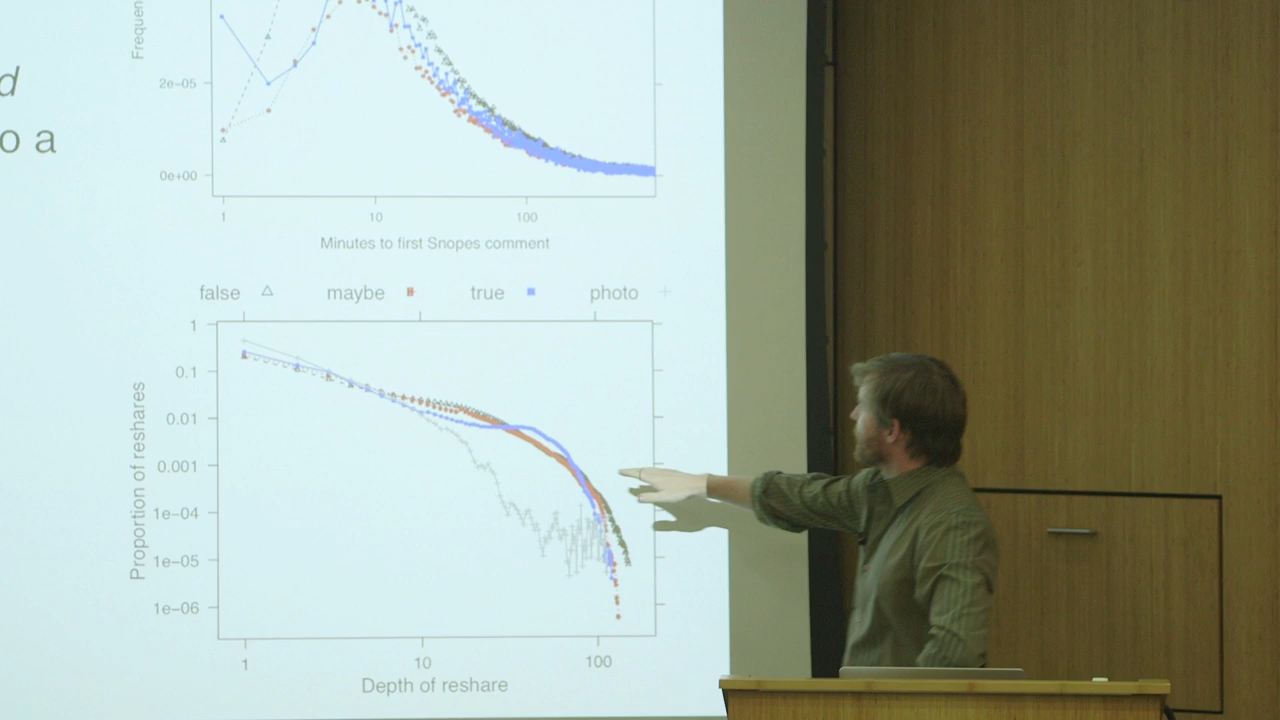 d
o a
Frequen
2e−05
0e+00
1 10 100
Minutes to first Snopes comment
false maybe true photo
Proportion of reshares
1
0.1
0.01
0.001
1e−04
1e−05
1e−06
1 10 100
Depth of reshare